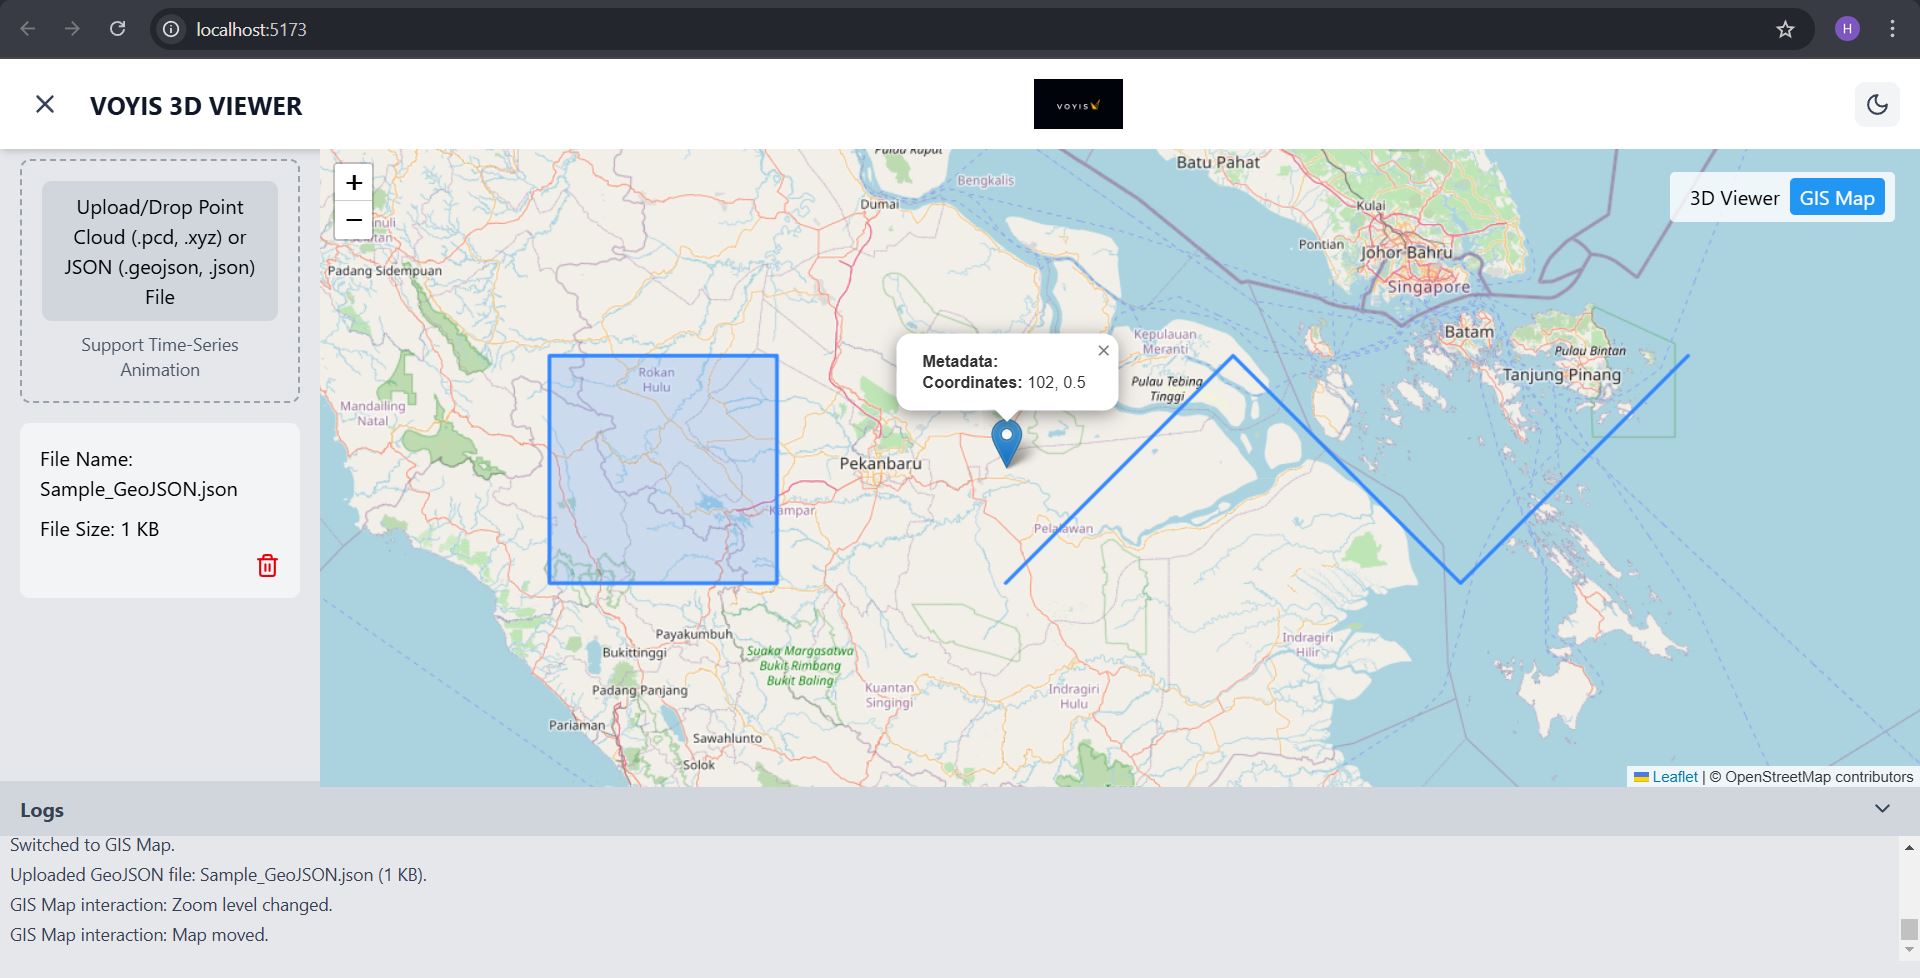 localhost:5173
H
VOYIS 3D VIEWER
VOYIS
Upload/Drop Point
Cloud (.pcd, .xyz) or
JSON (.geojson, .json)
File
Support Time-Series
Animation
File Name:
Sample_GeoJSON.json
File Size: 1 KB
+
−
3D Viewer GIS Map
Batu Pahat
Bengkalis
Dumai
Kulai
Pontian
Johor Bahru
Singapore
Padang Sidempuan
Batam
Pulau Bintan
Tanjung Pinang
Kepulauan
Meranti
Pulau Tebing
Tinggi
Metadata:
Coordinates: 102, 0.5
Rokan
Hulu
Mandailing
Natal
Pekanbaru
Kampar
Pelalawan
Payakumbuh
Bukittinggi
Suaka Margasatwa
Bukit Rimbang
Bukit Baling
Indragiri
Hilir
Padang Panjang
Kuantan
Singingi
Indragiri
Hulu
Pariaman
Sawahlunto
Solok
Leaflet | © OpenStreetMap contributors
Logs
Switched to GIS Map.
Uploaded GeoJSON file: Sample_GeoJSON.json (1 KB).
GIS Map interaction: Zoom level changed.
GIS Map interaction: Map moved.